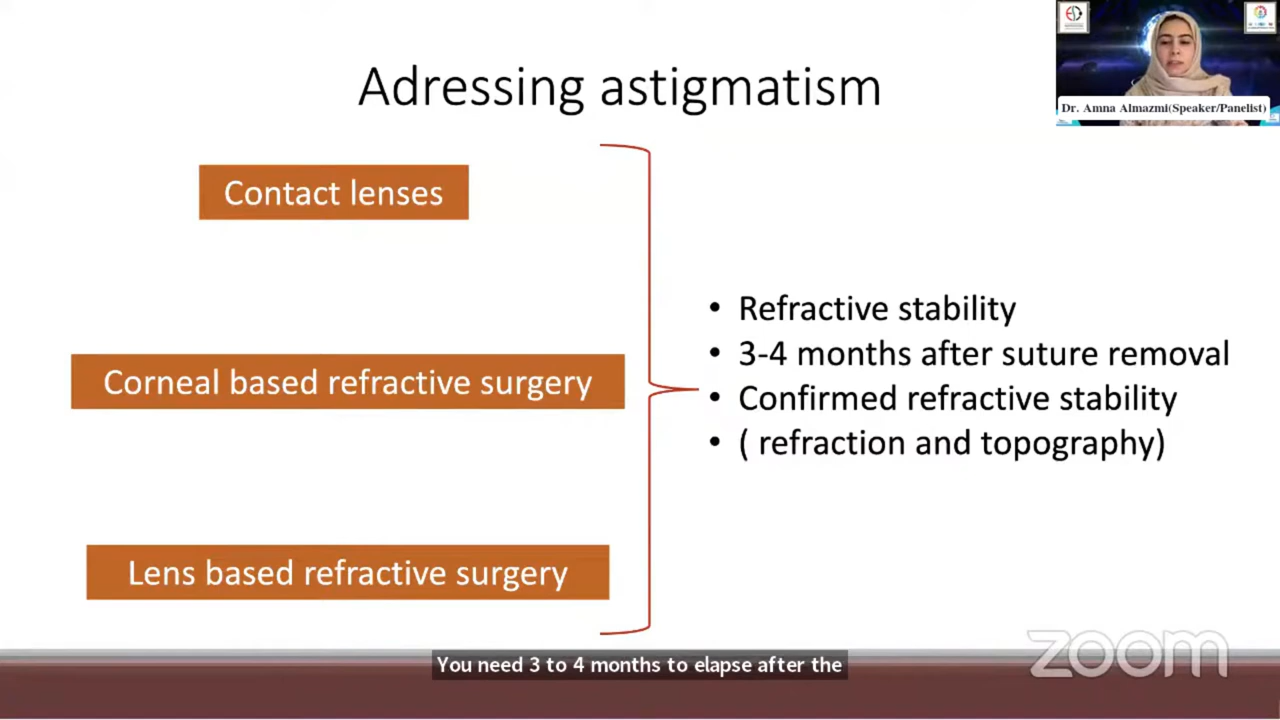 Adressing astigmatism
Dr. Amna Almazmi(Speaker/Panelist)
Contact lenses
Corneal based refractive surgery
Lens based refractive surgery
• Refractive stability
• 3-4 months after suture removal
• Confirmed refractive stability
• ( refraction and topography)
zoom
You need 3 to 4 months to elapse after the